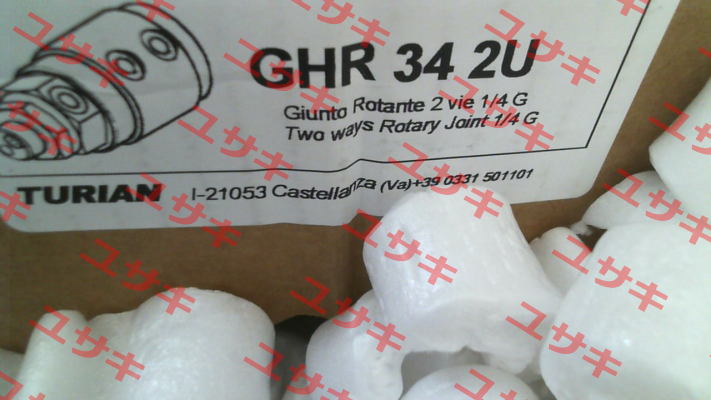 GHR 34 2U
Giunto Rotante 2 vie 1/4 G
Two ways Rotary Joint 1/4 G
TURIAN I-21053 Castellanza (Va)+39 0331 501101
ユサキ